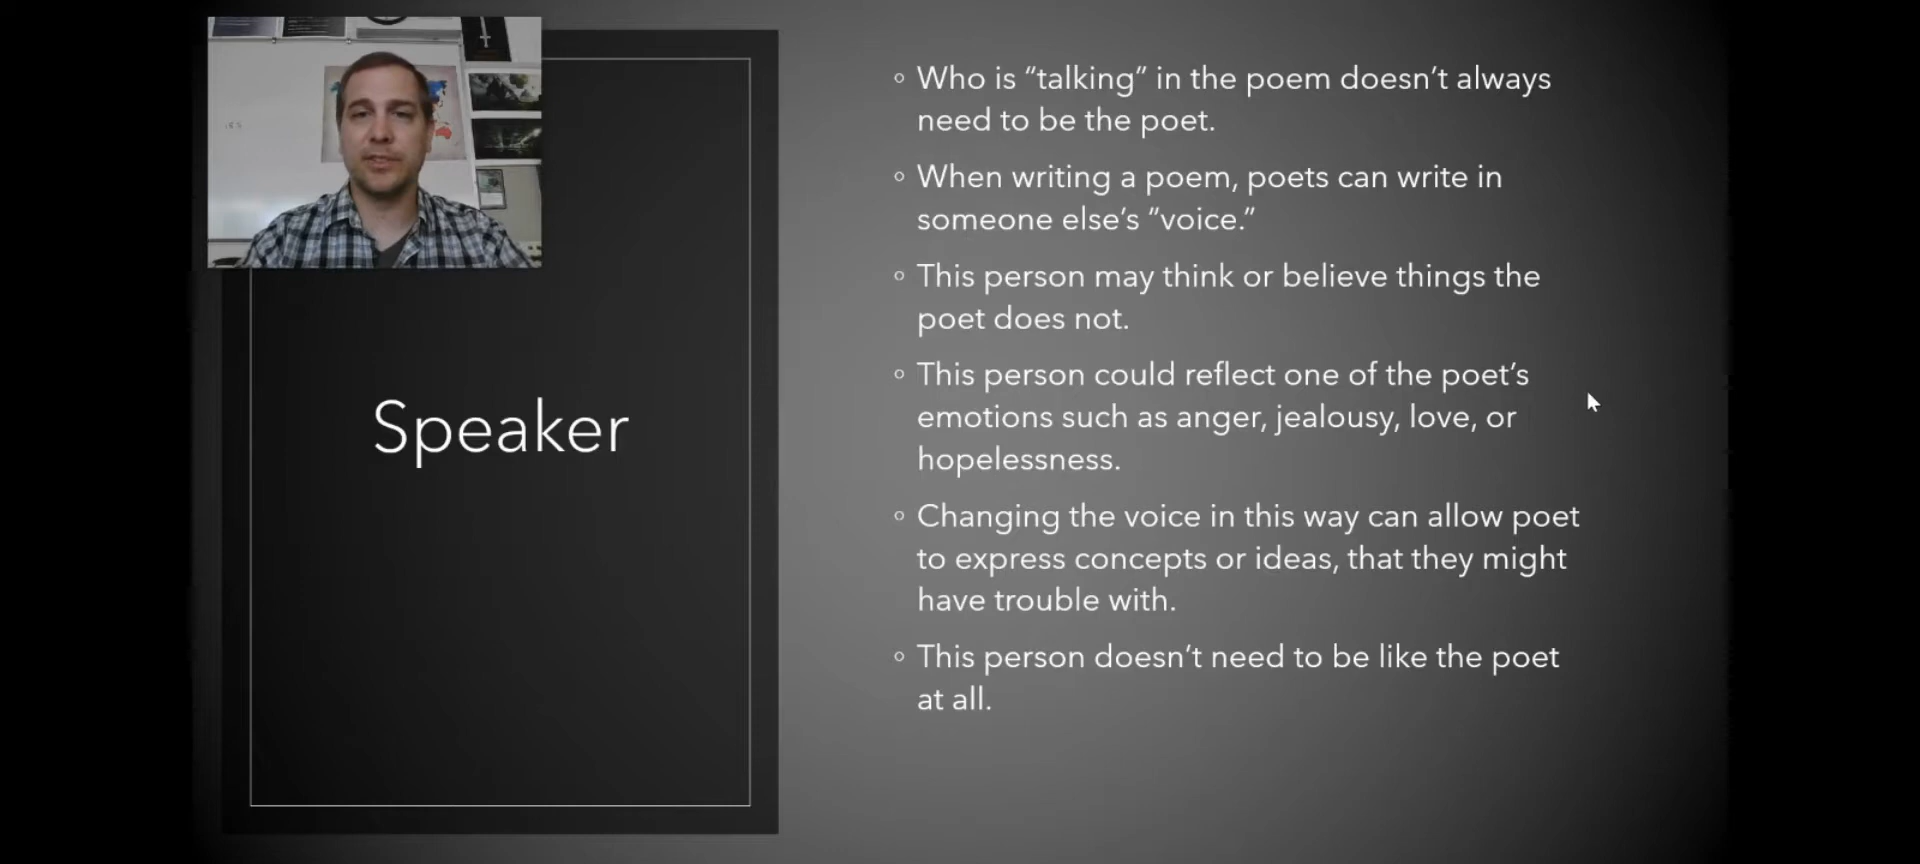 Speaker
◦ Who is “talking” in the poem doesn’t always
need to be the poet.
◦ When writing a poem, poets can write in
someone else’s “voice.”
◦ This person may think or believe things the
poet does not.
◦ This person could reflect one of the poet’s
emotions such as anger, jealousy, love, or
hopelessness.
◦ Changing the voice in this way can allow poet
to express concepts or ideas, that they might
have trouble with.
◦ This person doesn’t need to be like the poet
at all.